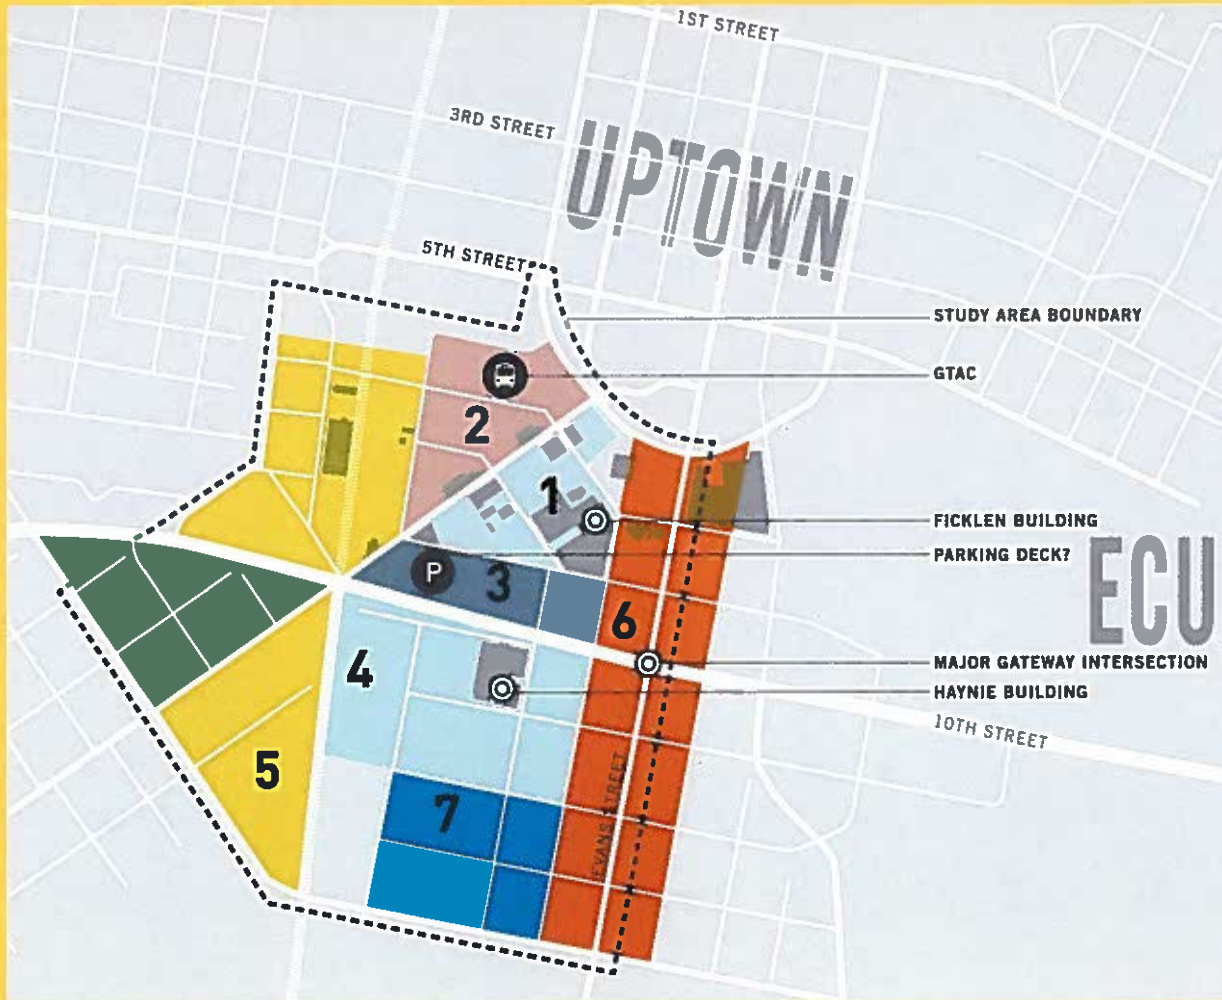 1ST STREET
3RD STREET
UPTOWN
5TH STREET
STUDY AREA BOUNDARY
GTAC
2
1
FICKLEN BUILDING
PARKING DECK?
P
3
ECU
6
4
MAJOR GATEWAY INTERSECTION
HAYNIE BUILDING
10TH STREET
5
7
EVANS STREET